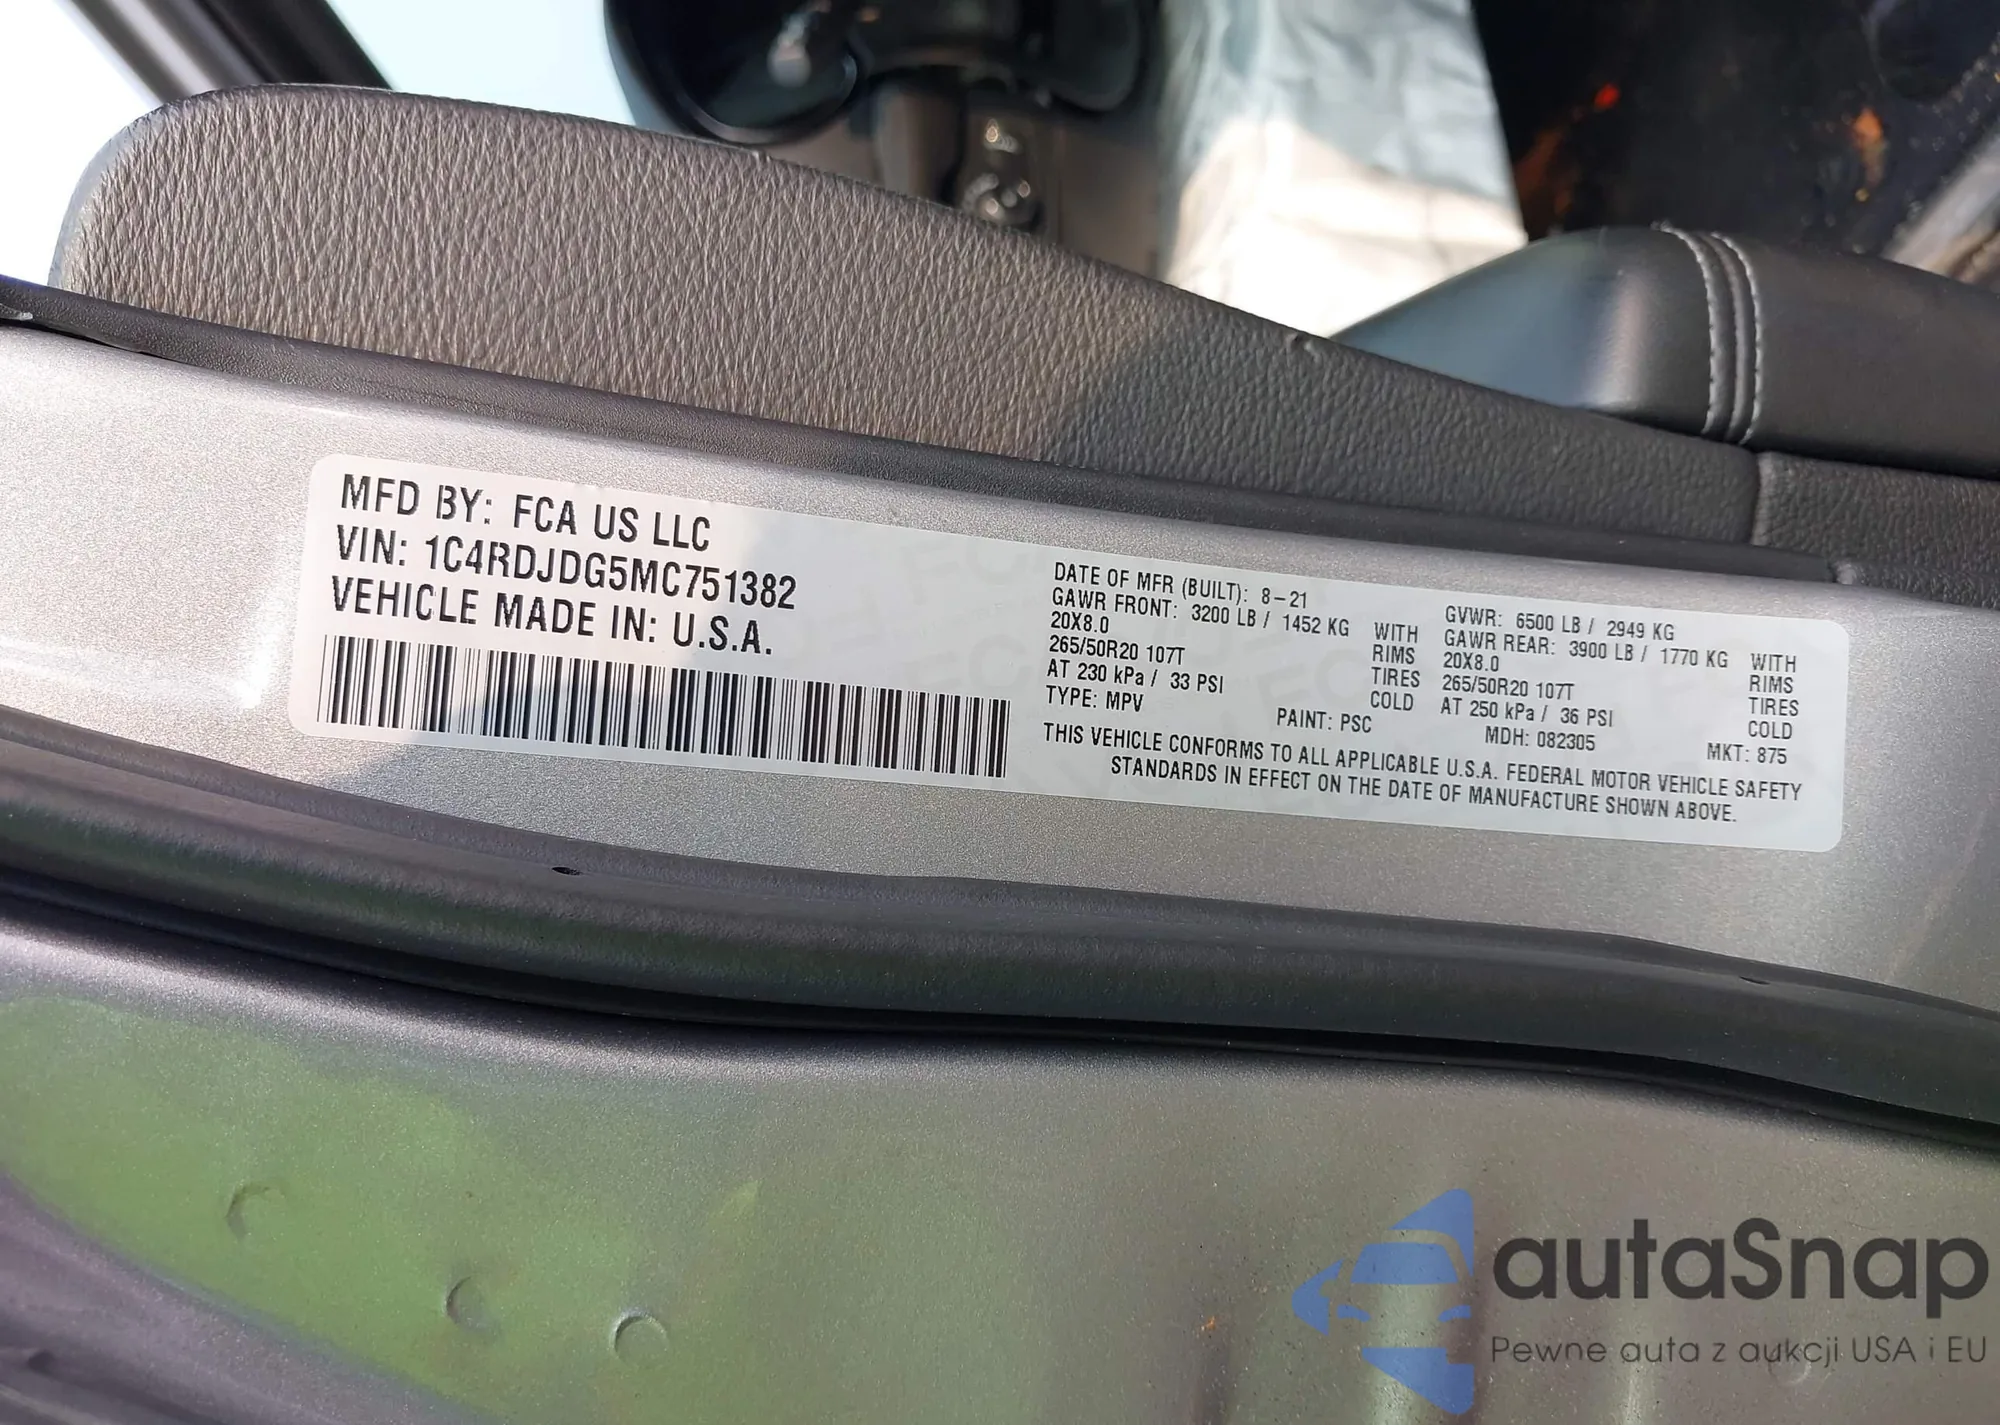 MFD BY: FCA US LLC
VIN: 1C4RDJDG5MC751382
VEHICLE MADE IN: U.S.A.
DATE OF MFR (BUILT): 8-21
GAWR FRONT: 3200 LB / 1452 KG WITH
20X8.0 RIMS
265/50R20 107T TIRES
AT 230 kPa / 33 PSI COLD
GVWR: 6500 LB / 2949 KG
GAWR REAR: 3900 LB / 1770 KG WITH
20X8.0 RIMS
265/50R20 107T TIRES
AT 250 kPa / 36 PSI COLD
TYPE: MPV PAINT: PSC MDH: 082305 MKT: 875
THIS VEHICLE CONFORMS TO ALL APPLICABLE U.S.A. FEDERAL MOTOR VEHICLE SAFETY
STANDARDS IN EFFECT ON THE DATE OF MANUFACTURE SHOWN ABOVE.
autaSnap
Pewne auta z aukcji USA i EU